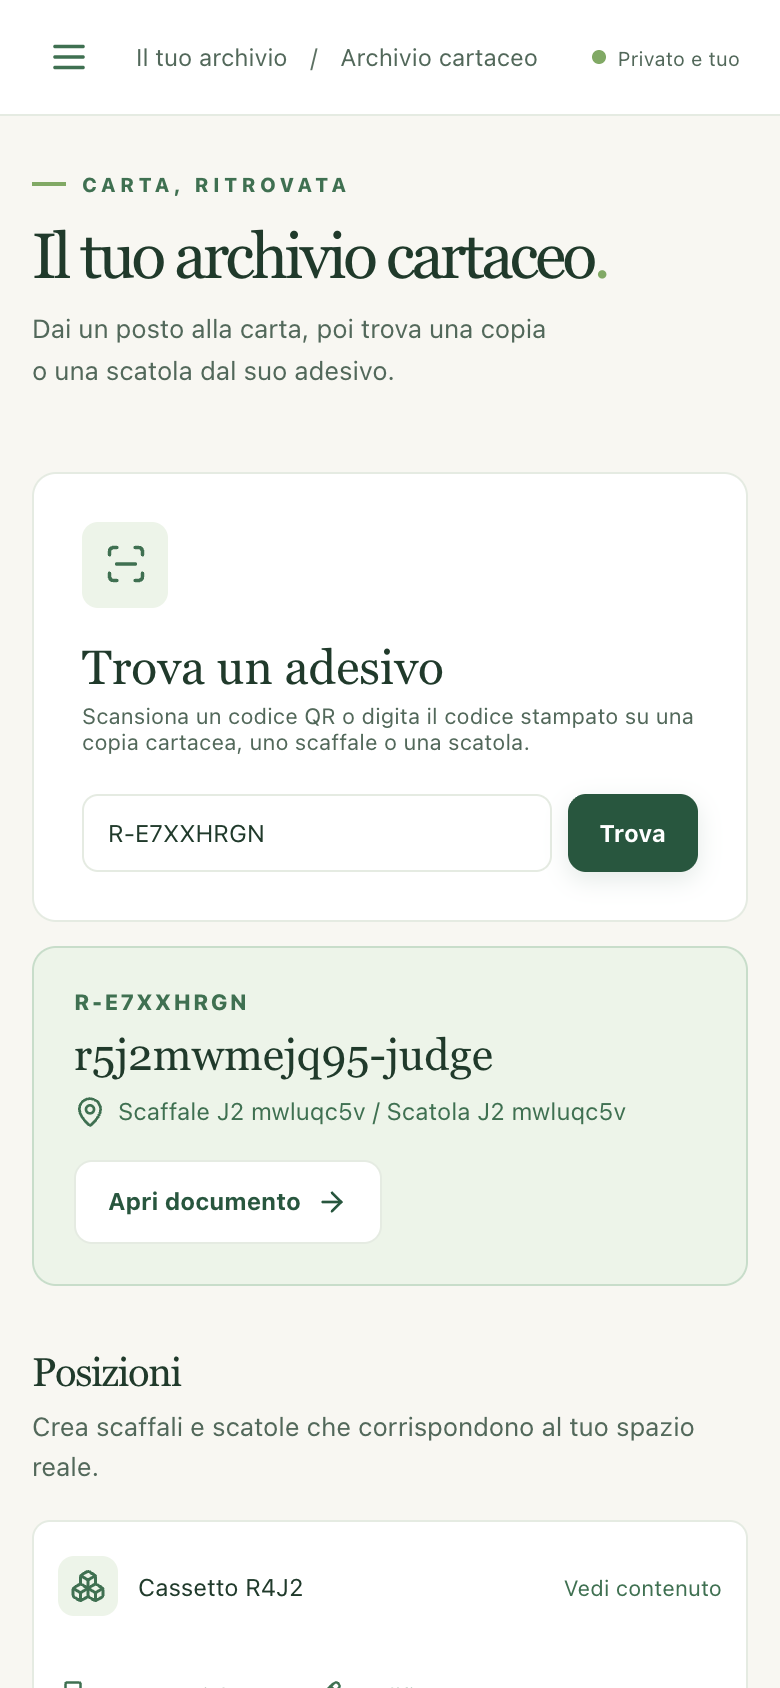 Il tuo archivio / Archivio cartaceo
Privato e tuo
CARTA, RITROVATA
Il tuo archivio cartaceo.
Dai un posto alla carta, poi trova una copia
o una scatola dal suo adesivo.
Trova un adesivo
Scansiona un codice QR o digita il codice stampato su una
copia cartacea, uno scaffale o una scatola.
R-E7XXHRGN
Trova
R-E7XXHRGN
r5j2mwmejq95-judge
Scaffale J2 mwluqc5v / Scatola J2 mwluqc5v
Apri documento
Posizioni
Crea scaffali e scatole che corrispondono al tuo spazio
reale.
Cassetto R4J2
Vedi contenuto